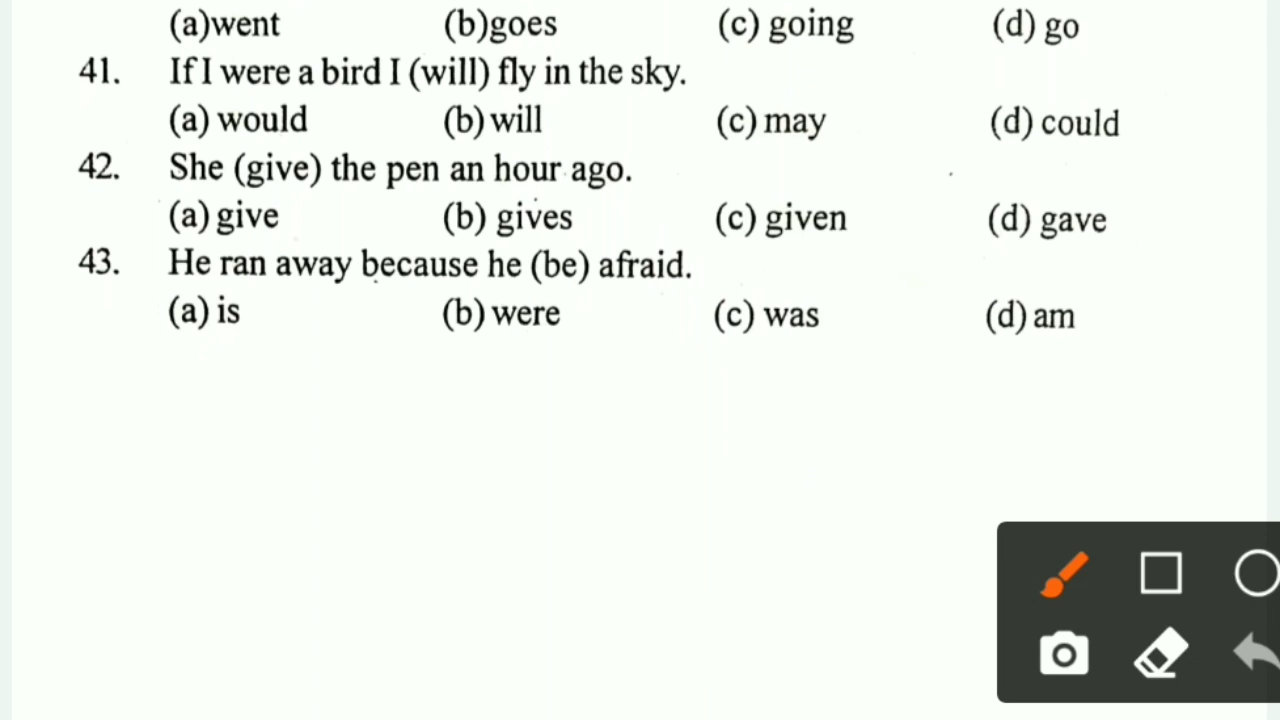 (a)went (b)goes (c) going (d) go
41. If I were a bird I (will) fly in the sky.
(a) would (b) will (c) may (d) could
42. She (give) the pen an hour ago.
(a) give (b) gives (c) given (d) gave
43. He ran away because he (be) afraid.
(a) is (b) were (c) was (d) am